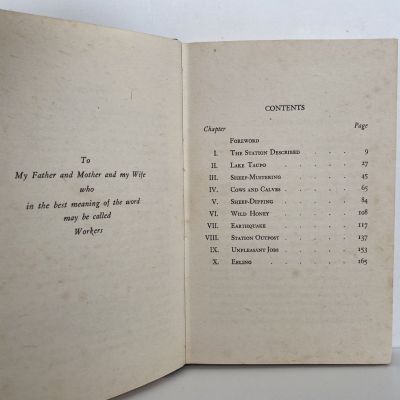 To
My Father and Mother and my Wife
who
in the best meaning of the word
may be called
Workers
CONTENTS
Chapter Page
Foreword
I. The Station Described 9
II. Lake Taupo 27
III. Sheep-Mustering 45
IV. Cows and Calves 65
V. Sheep-Dipping 84
VI. Wild Honey 108
VII. Earthquake 117
VIII. Station Outpost 137
IX. Unpleasant Jobs 153
X. Eeling 165